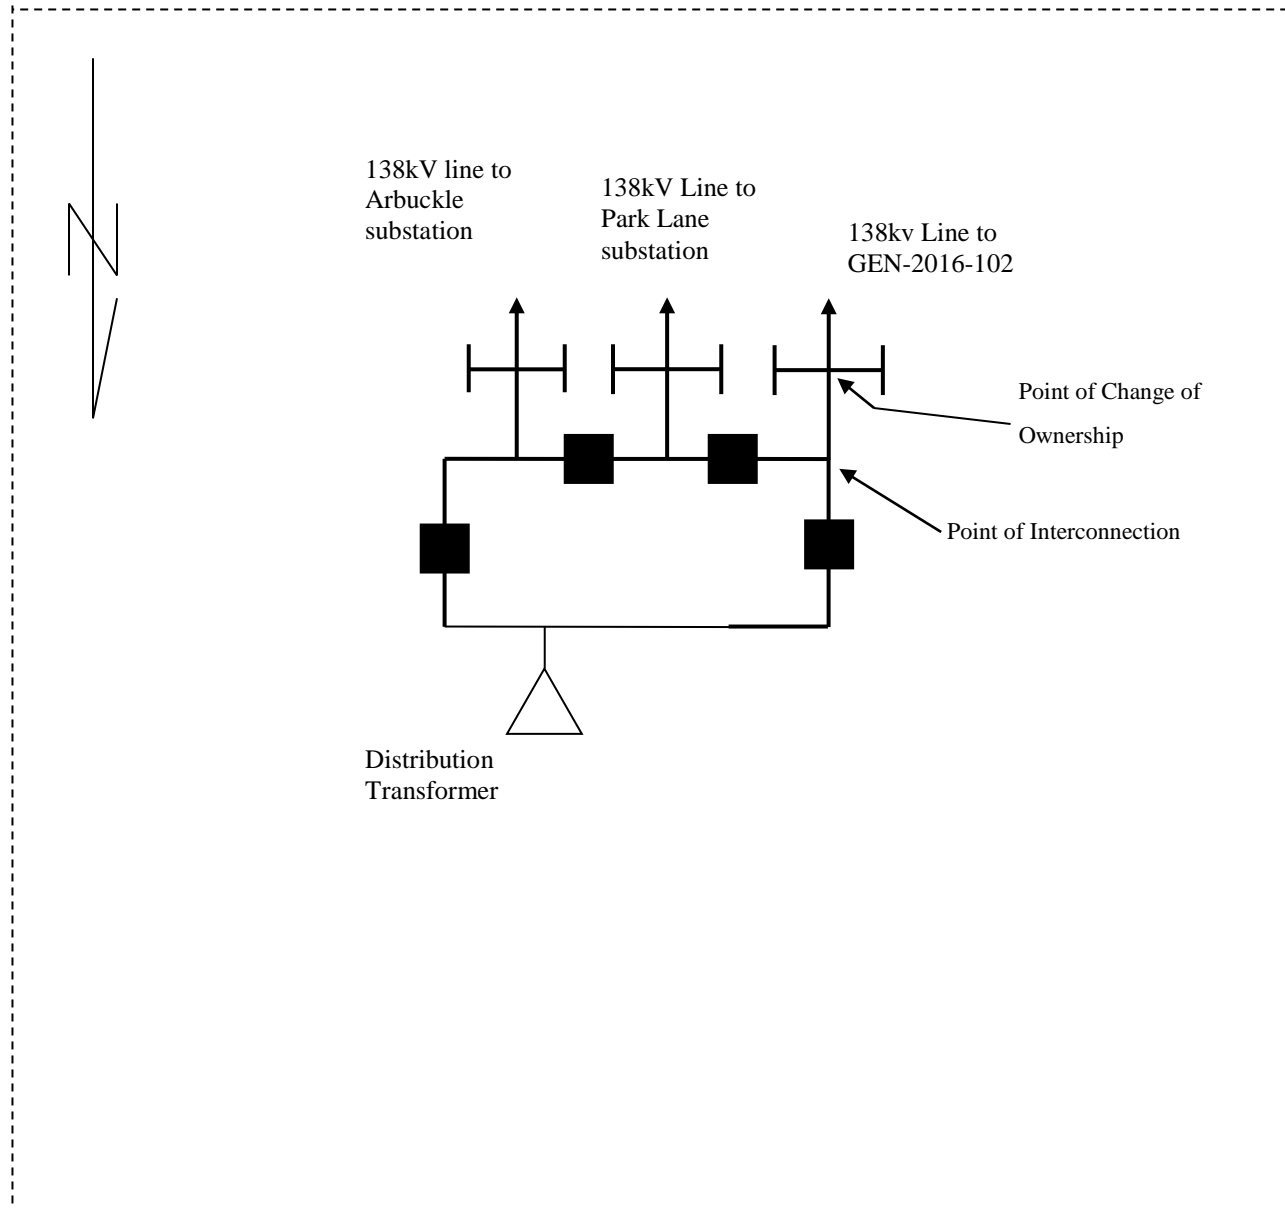 138kV line to
Arbuckle
substation
138kV Line to
Park Lane
substation
138kv Line to
GEN-2016-102
Point of Change of
Ownership
Point of Interconnection
Distribution
Transformer
N